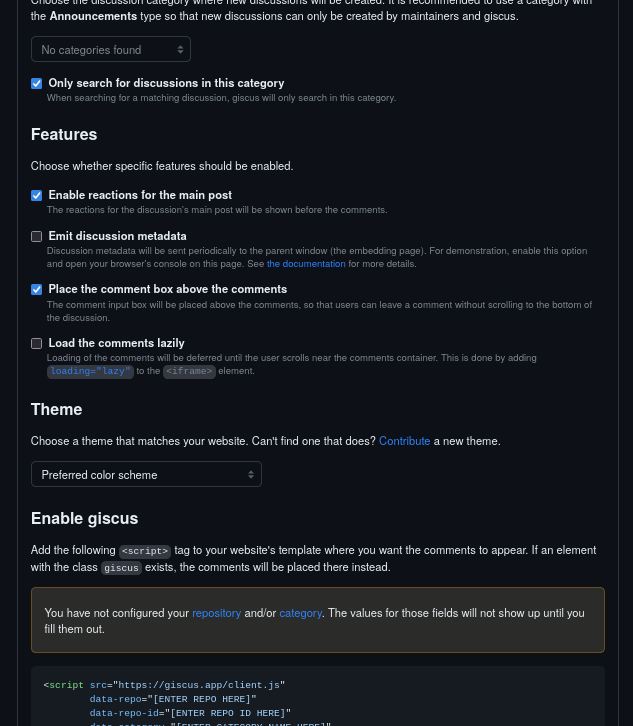 Choose the discussion category where new discussions will be created. It is recommended to use a category with
the Announcements type so that new discussions can only be created by maintainers and giscus.
No categories found
Only search for discussions in this category
When searching for a matching discussion, giscus will only search in this category.
Features
Choose whether specific features should be enabled.
Enable reactions for the main post
The reactions for the discussion's main post will be shown before the comments.
Emit discussion metadata
Discussion metadata will be sent periodically to the parent window (the embedding page). For demonstration, enable this option
and open your browser's console on this page. See the documentation for more details.
Place the comment box above the comments
The comment input box will be placed above the comments, so that users can leave a comment without scrolling to the bottom of
the discussion.
Load the comments lazily
Loading of the comments will be deferred until the user scrolls near the comments container. This is done by adding
loading="lazy" to the <iframe> element.
Theme
Choose a theme that matches your website. Can't find one that does? Contribute a new theme.
Preferred color scheme
Enable giscus
Add the following <script> tag to your website's template where you want the comments to appear. If an element
with the class giscus exists, the comments will be placed there instead.
You have not configured your repository and/or category. The values for those fields will not show up until you
fill them out.
<script src="https://giscus.app/client.js"
data-repo="[ENTER REPO HERE]"
data-repo-id="[ENTER REPO ID HERE]"
data-category="[ENTER CATEGORY NAME HERE]"